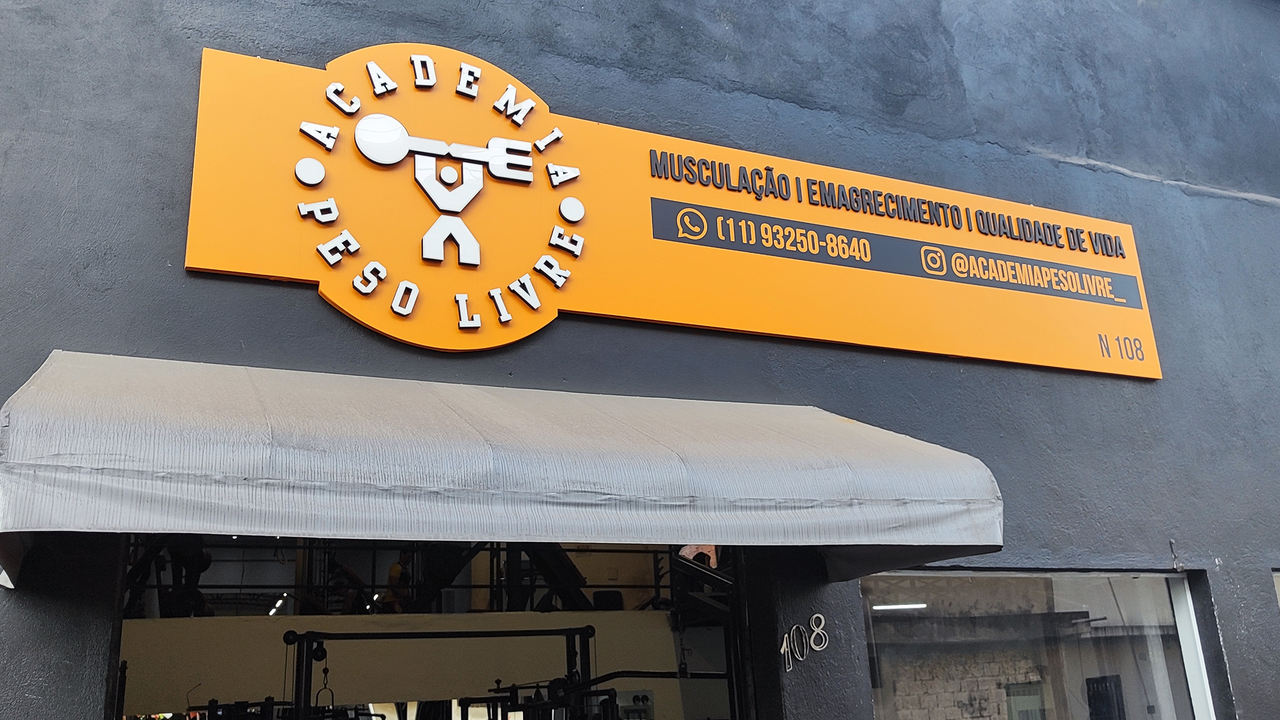 ACADEMIA
PESO LIVRE
MUSCULAÇÃO | EMAGRECIMENTO | QUALIDADE DE VIDA
(11) 93250-8640 @ACADEMIAPESOLIVRE_
N 108
108